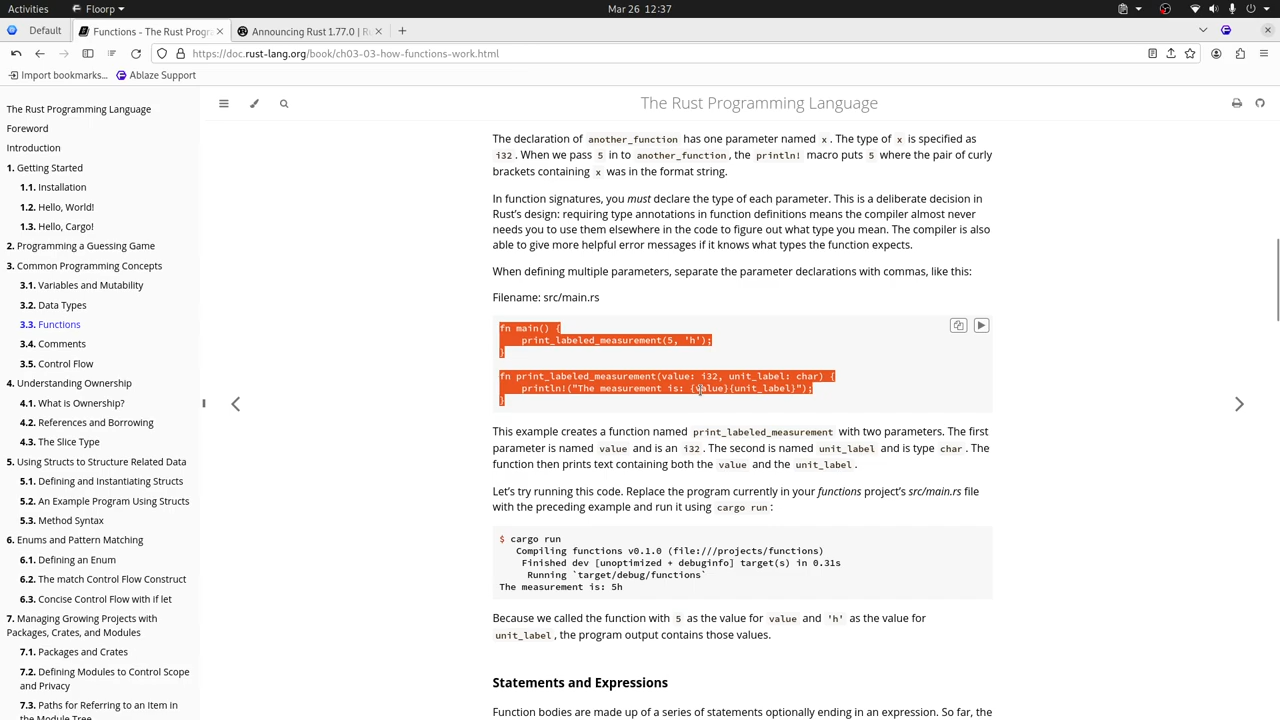 Activities
Floorp
Mar 26 12:37
Default
Functions - The Rust Progr
Announcing Rust 1.77.0 | R
https://doc.rust-lang.org/book/ch03-03-how-functions-work.html
Import bookmarks...
Ablaze Support
The Rust Programming Language
Foreword
Introduction
1. Getting Started
1.1. Installation
1.2. Hello, World!
1.3. Hello, Cargo!
2. Programming a Guessing Game
3. Common Programming Concepts
3.1. Variables and Mutability
3.2. Data Types
3.3. Functions
3.4. Comments
3.5. Control Flow
4. Understanding Ownership
4.1. What is Ownership?
4.2. References and Borrowing
4.3. The Slice Type
5. Using Structs to Structure Related Data
5.1. Defining and Instantiating Structs
5.2. An Example Program Using Structs
5.3. Method Syntax
6. Enums and Pattern Matching
6.1. Defining an Enum
6.2. The match Control Flow Construct
6.3. Concise Control Flow with if let
7. Managing Growing Projects with
Packages, Crates, and Modules
7.1. Packages and Crates
7.2. Defining Modules to Control Scope
and Privacy
7.3. Paths for Referring to an Item in
the Module Tree
The Rust Programming Language
The declaration of another_function has one parameter named x. The type of x is specified as
i32. When we pass 5 in to another_function, the println! macro puts 5 where the pair of curly
brackets containing x was in the format string.
In function signatures, you must declare the type of each parameter. This is a deliberate decision in
Rust’s design: requiring type annotations in function definitions means the compiler almost never
needs you to use them elsewhere in the code to figure out what type you mean. The compiler is also
able to give more helpful error messages if it knows what types the function expects.
When defining multiple parameters, separate the parameter declarations with commas, like this:
Filename: src/main.rs
fn main() {
print_labeled_measurement(5, 'h');
}
fn print_labeled_measurement(value: i32, unit_label: char) {
println!("The measurement is: {value}{unit_label}");
}
This example creates a function named print_labeled_measurement with two parameters. The first
parameter is named value and is an i32. The second is named unit_label and is type char. The
function then prints text containing both the value and the unit_label.
Let’s try running this code. Replace the program currently in your functions project’s src/main.rs file
with the preceding example and run it using cargo run:
$ cargo run
Compiling functions v0.1.0 (file:///projects/functions)
Finished dev [unoptimized + debuginfo] target(s) in 0.31s
Running `target/debug/functions`
The measurement is: 5h
Because we called the function with 5 as the value for value and 'h' as the value for
unit_label, the program output contains those values.
Statements and Expressions
Function bodies are made up of a series of statements optionally ending in an expression. So far, the